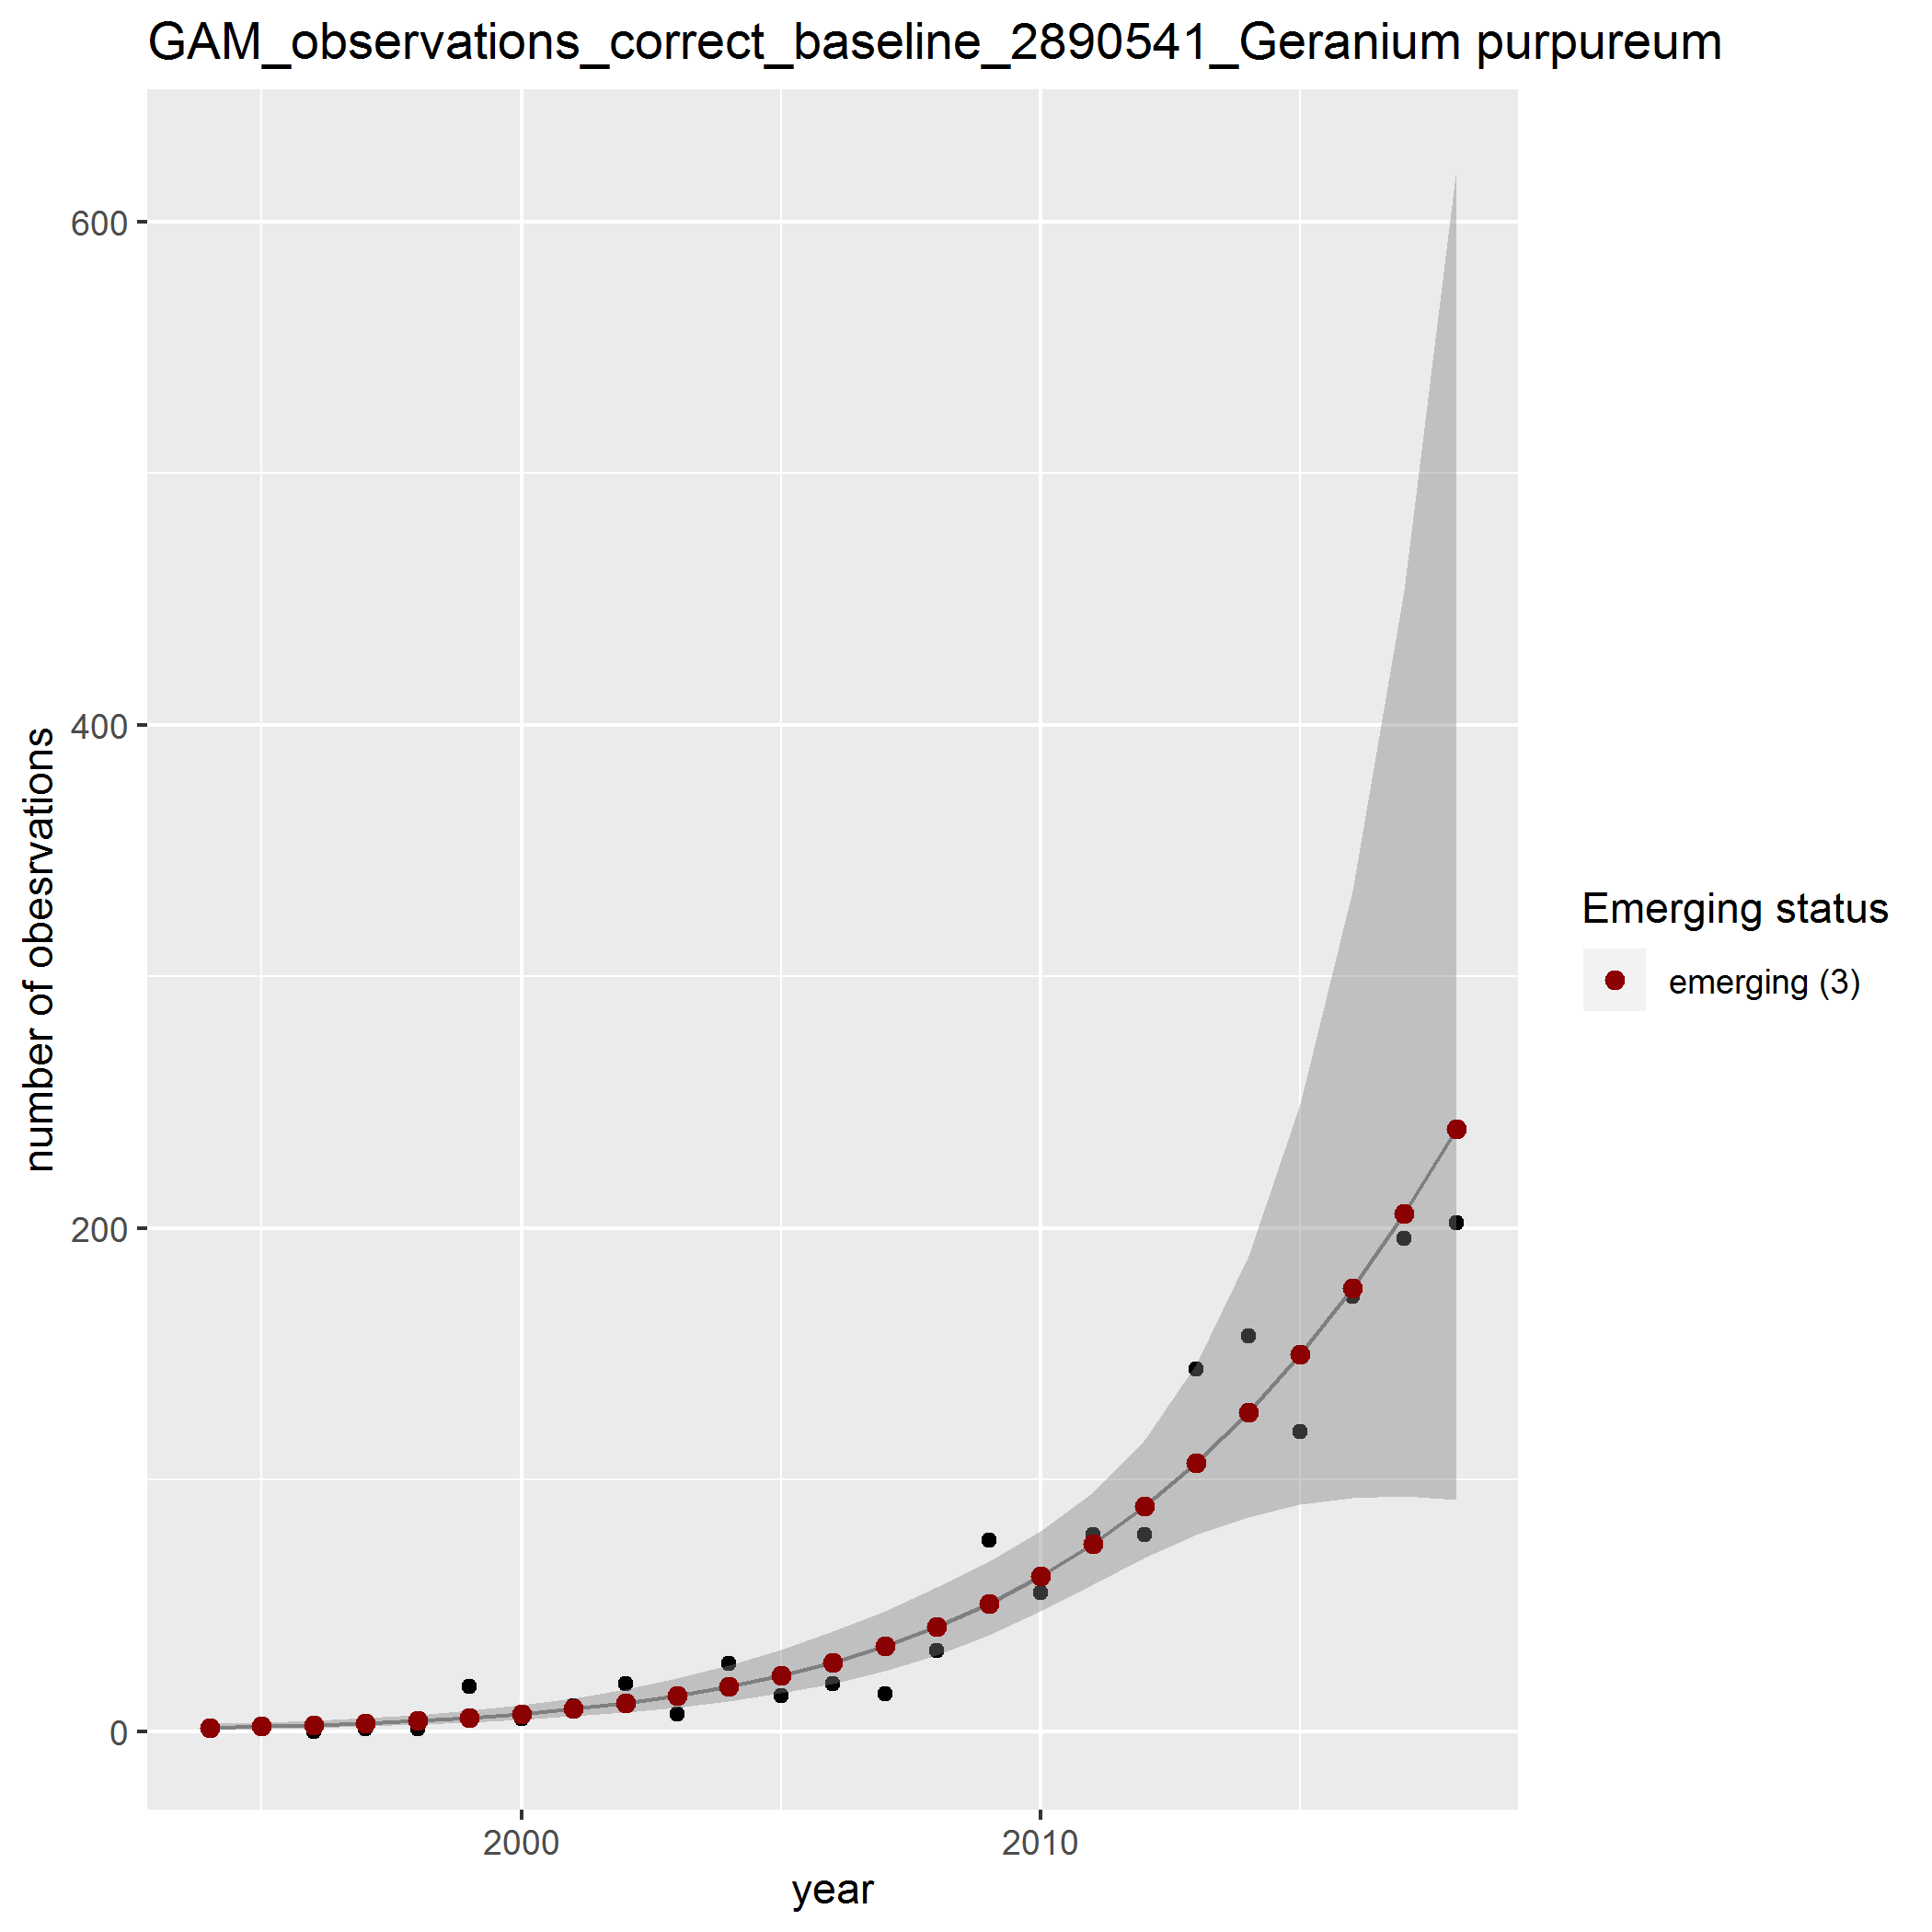 GAM_observations_correct_baseline_2890541_Geranium purpureum
600
400
200
0
number of obesrvations
2000
2010
year
Emerging status
emerging (3)